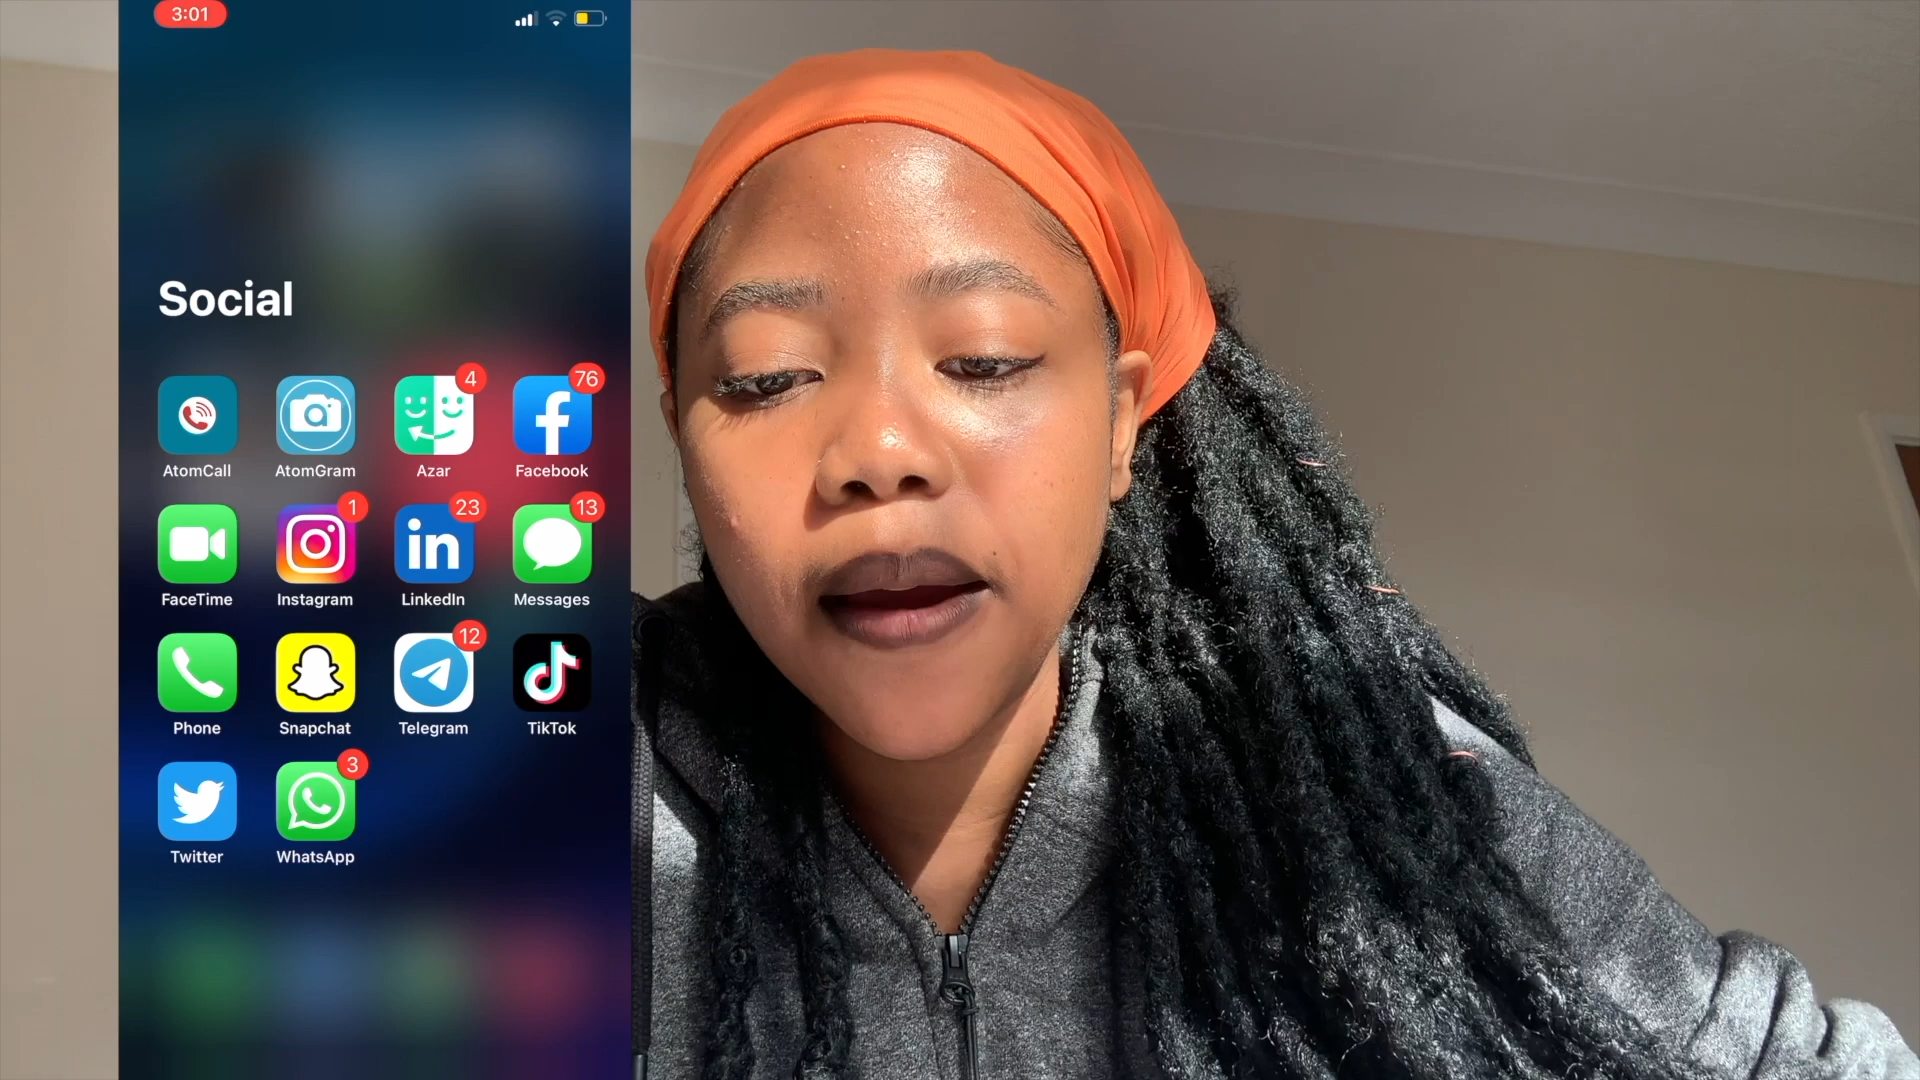 3:01
Social
4
76
AtomCall AtomGram Azar Facebook
1
23
13
in
FaceTime Instagram LinkedIn Messages
12
Phone Snapchat Telegram TikTok
3
Twitter WhatsApp